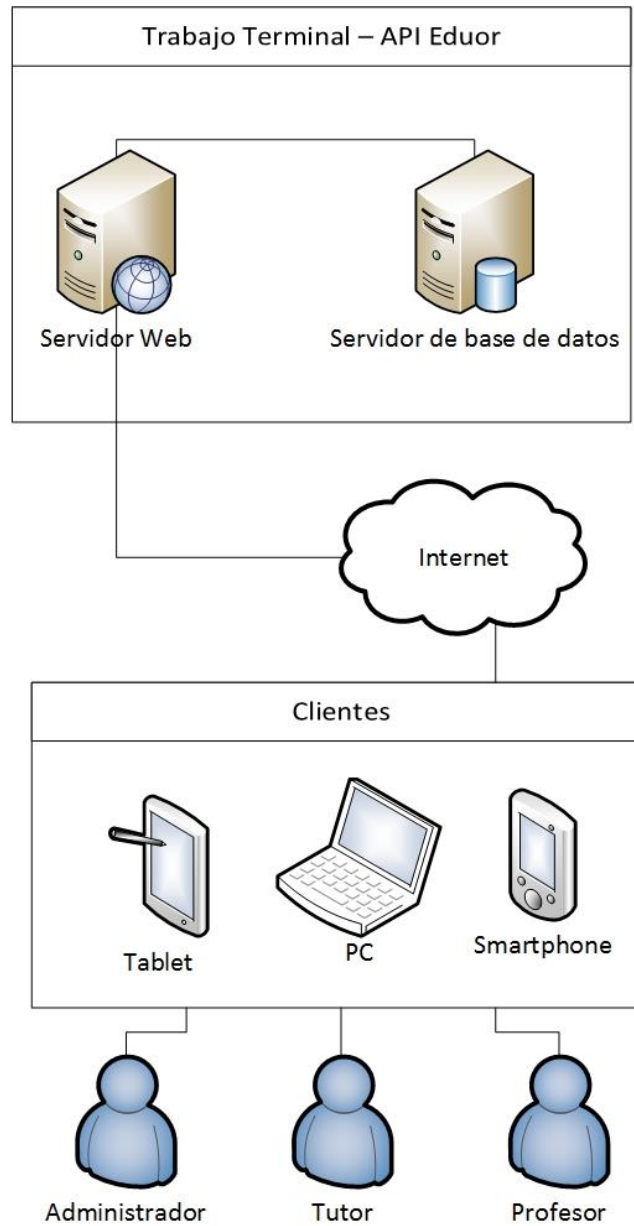 Trabajo Terminal – API Eduor
Servidor Web
Servidor de base de datos
Internet
Clientes
Tablet
PC
Smartphone
Administrador
Tutor
Profesor